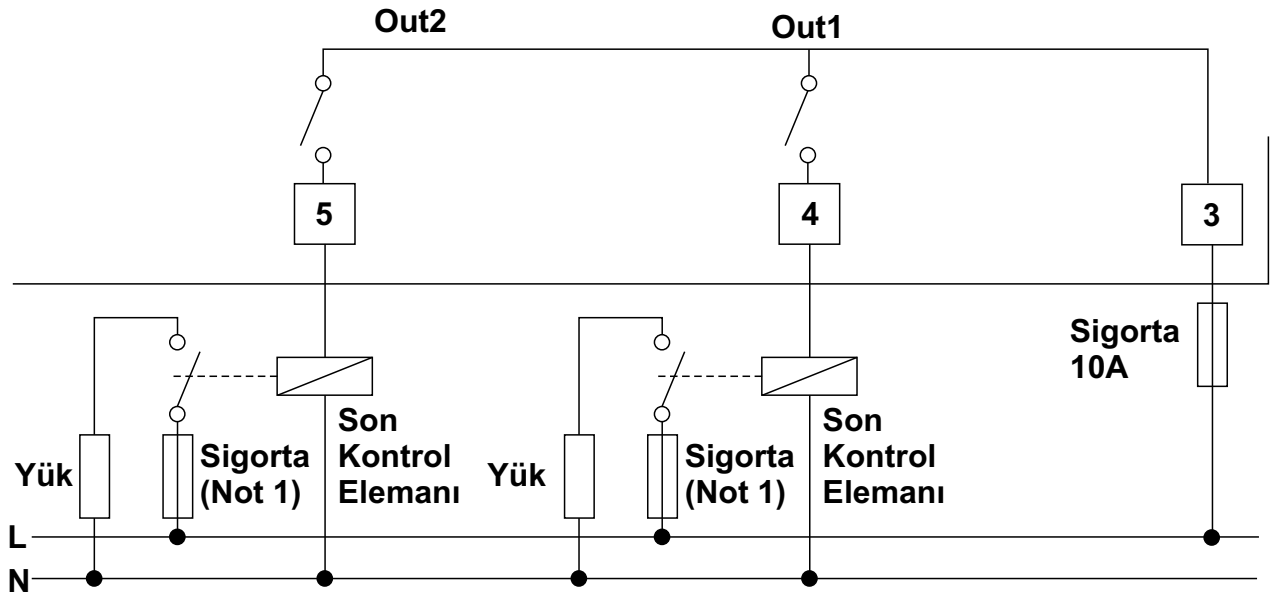 Out2
Out1
5
4
3
Sigorta
10A
Yük
Sigorta
(Not 1)
Son
Kontrol
Elemanı
Yük
Sigorta
(Not 1)
Son
Kontrol
Elemanı
L
N